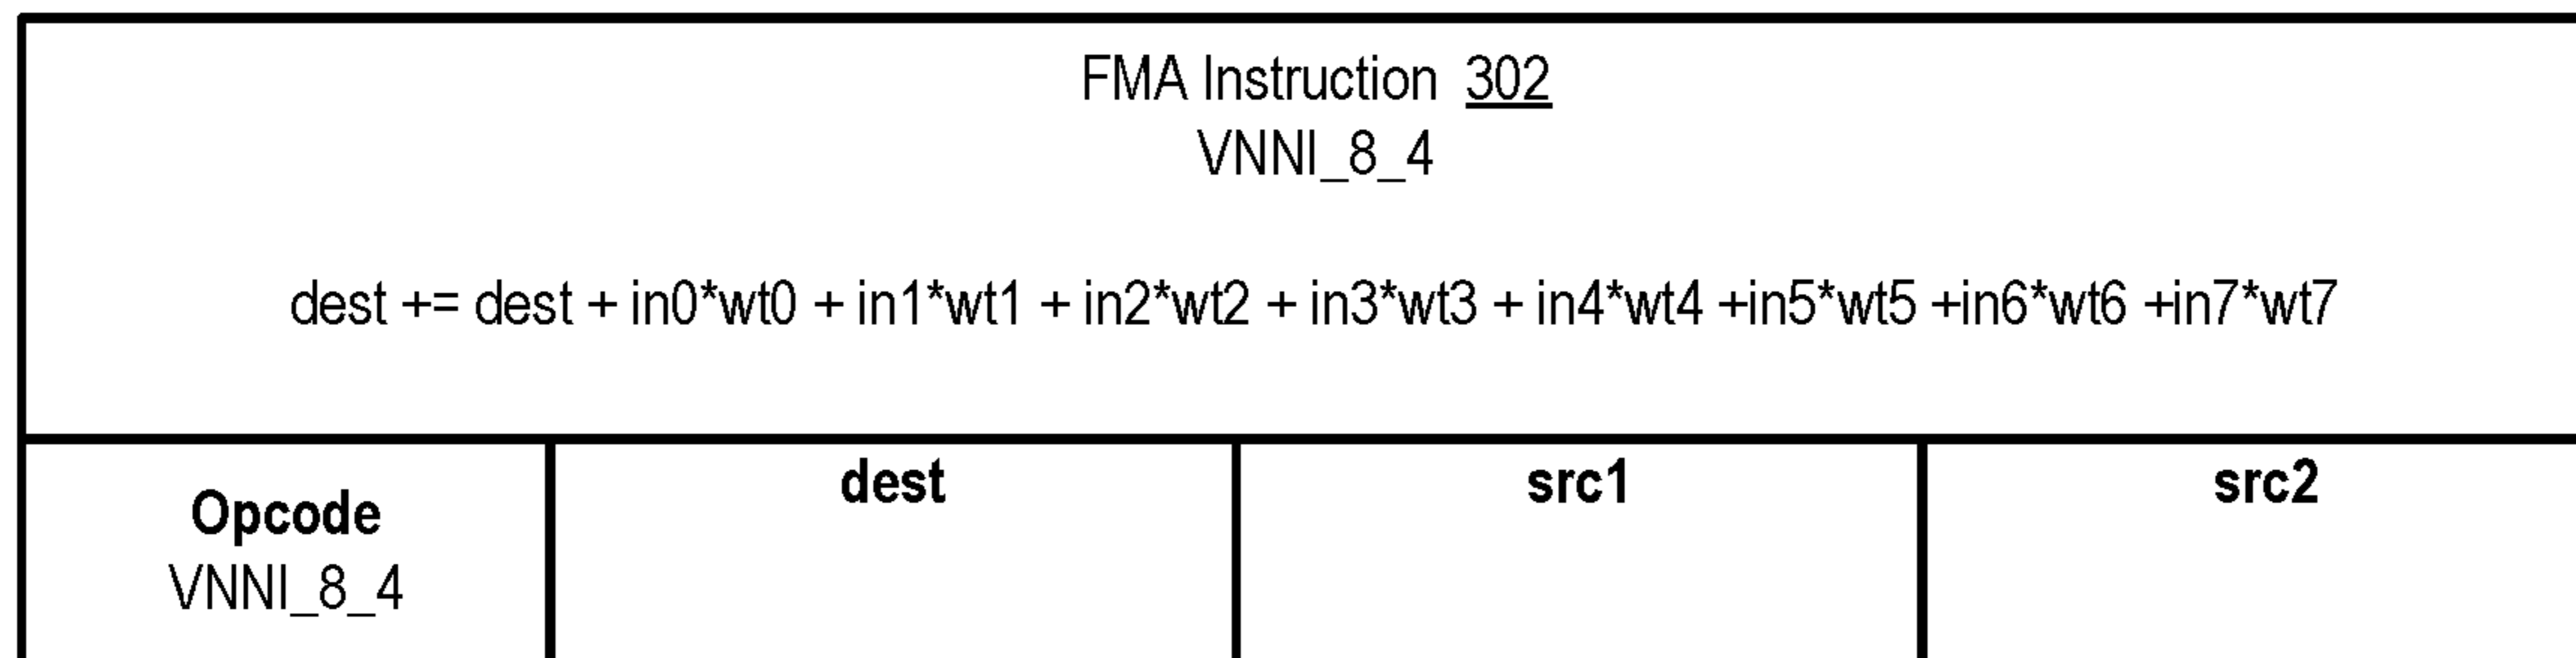 FMA Instruction 302
VNNI_8_4
dest += dest + in0*wt0 + in1*wt1 + in2*wt2 + in3*wt3 + in4*wt4 +in5*wt5 +in6*wt6 +in7*wt7
Opcode
VNNI_8_4
dest
src1
src2